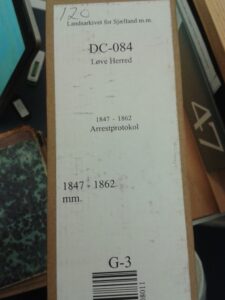 120
Landsarkivet for Sjælland m.m.
DC-084
Løve Herred
1847 - 1862
Arrestprotokol
1847 - 1862
mm.
G-3
47